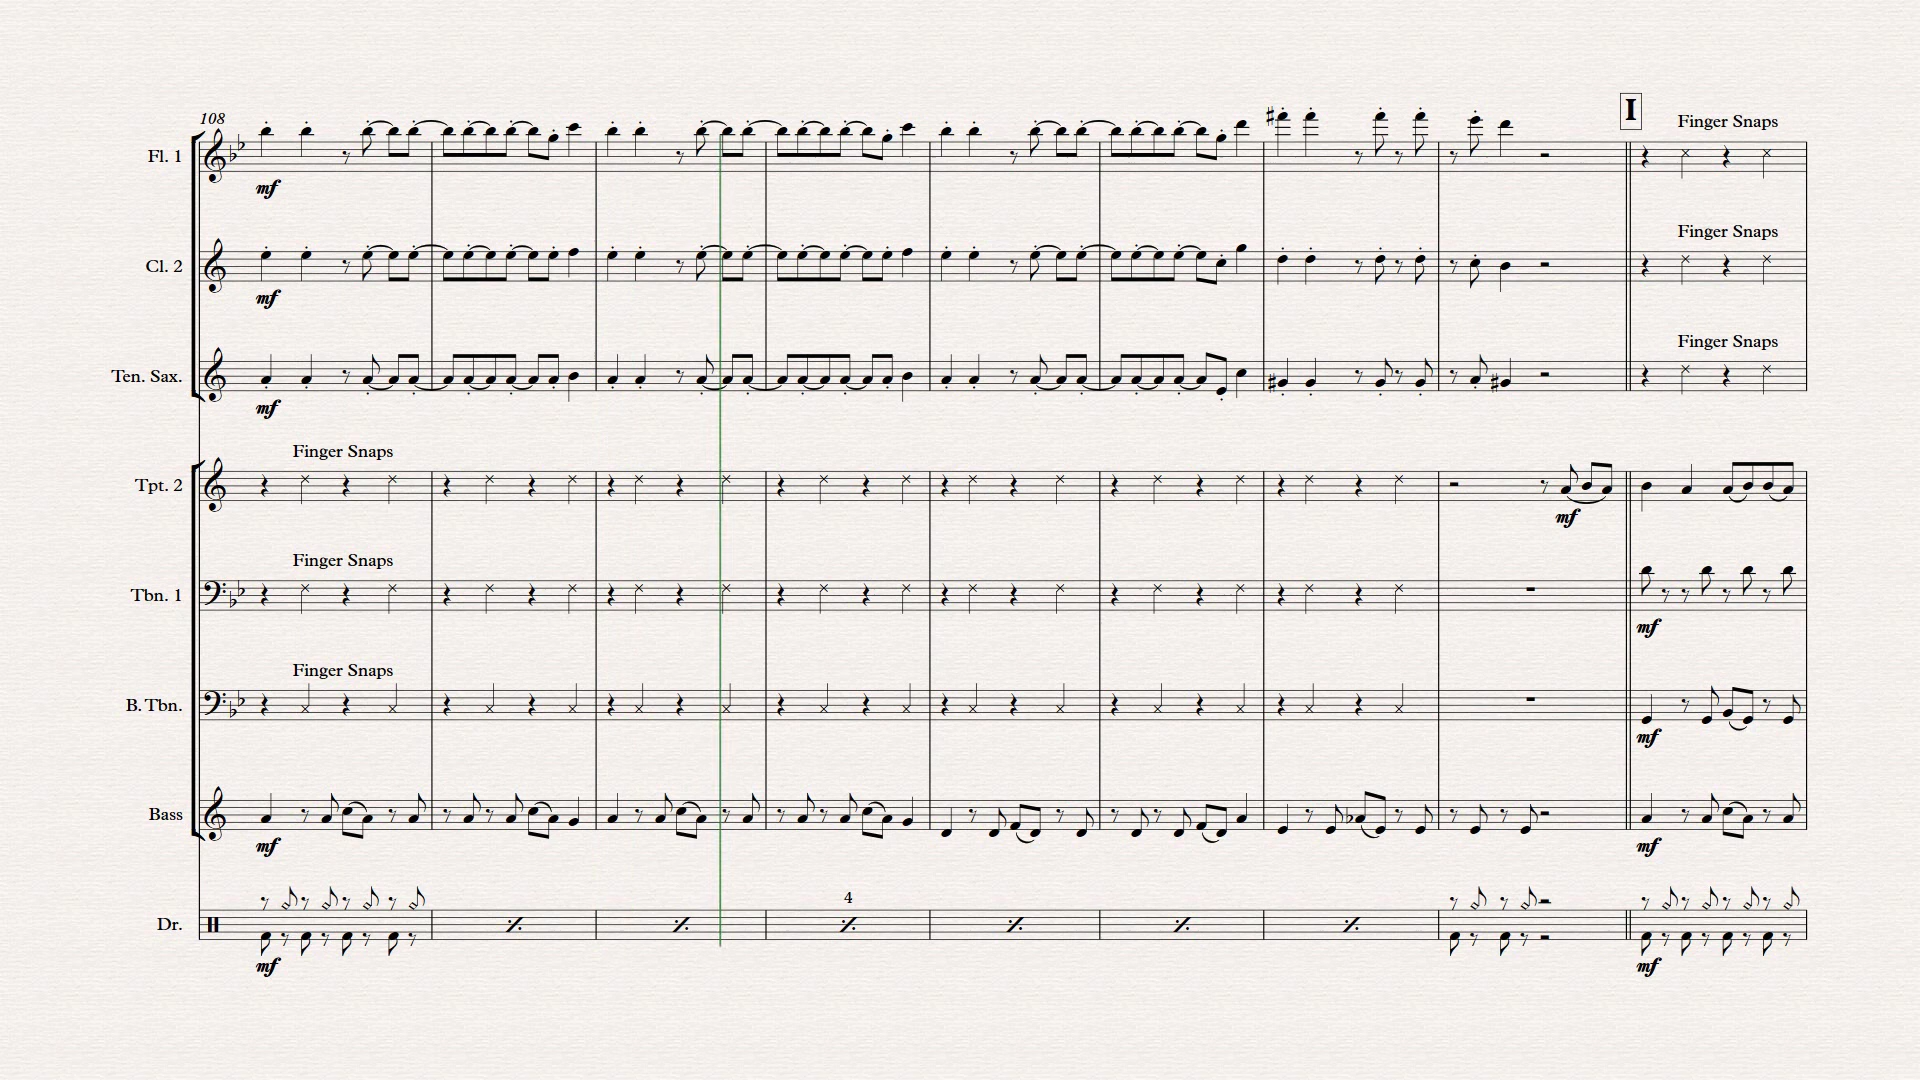 108
I
Finger Snaps
Fl. 1
mf
Finger Snaps
Cl. 2
mf
Finger Snaps
Ten. Sax.
mf
Finger Snaps
Tpt. 2
mf
Finger Snaps
Tbn. 1
mf
Finger Snaps
B. Tbn.
mf
Bass
mf mf
4
Dr.
mf mf